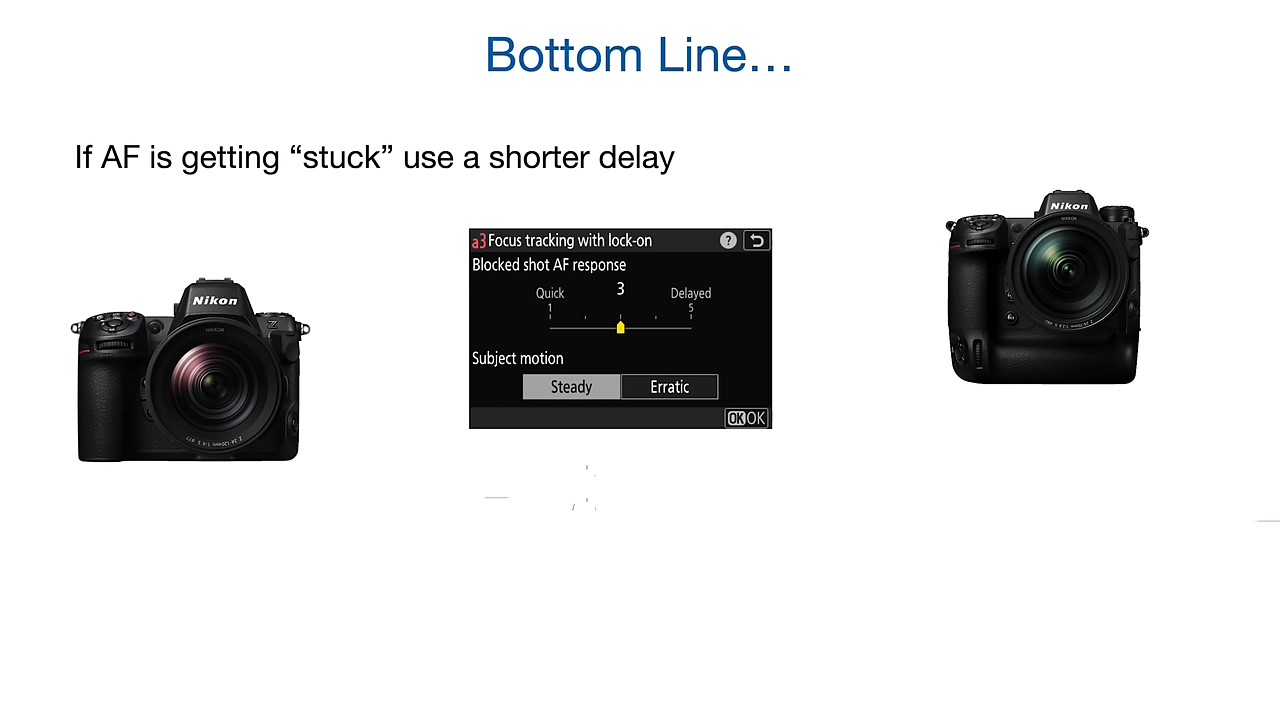 Bottom Line…
If AF is getting “stuck” use a shorter delay
a3 Focus tracking with lock-on ?
Blocked shot AF response
3
Quick Delayed
1 5
Subject motion
Steady Erratic
OK OK
Nikon
Z
Nikon